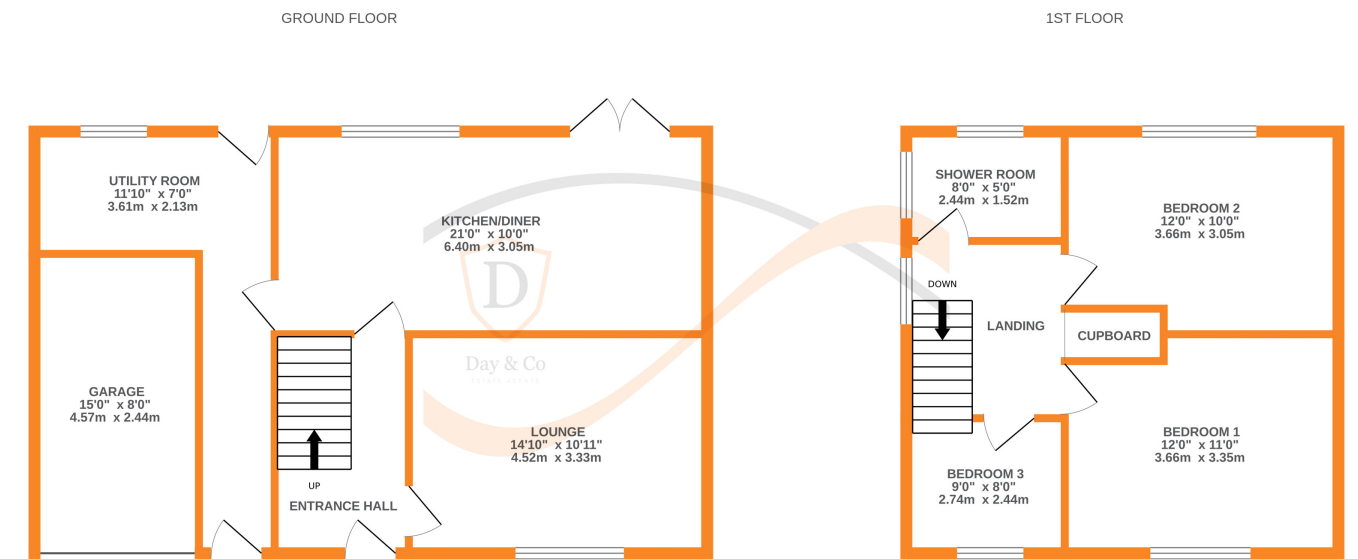 GROUND FLOOR
UTILITY ROOM
11'10" x 7'0"
3.61m x 2.13m
KITCHEN/DINER
21'0" x 10'0"
6.40m x 3.05m
D
Day & Co
ESTATE AGENTS
GARAGE
15'0" x 8'0"
4.57m x 2.44m
LOUNGE
14'10" x 10'11"
4.52m x 3.33m
UP
ENTRANCE HALL
1ST FLOOR
SHOWER ROOM
8'0" x 5'0"
2.44m x 1.52m
BEDROOM 2
12'0" x 10'0"
3.66m x 3.05m
DOWN
LANDING
CUPBOARD
BEDROOM 1
12'0" x 11'0"
3.66m x 3.35m
BEDROOM 3
9'0" x 8'0"
2.74m x 2.44m